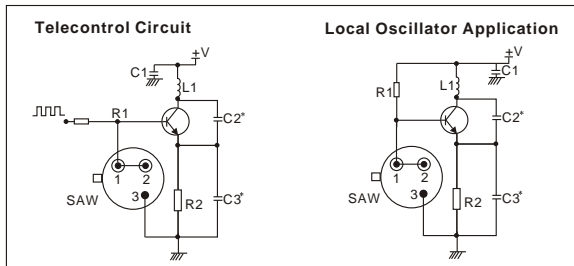 Telecontrol Circuit
+V
C1
L1
R1
C2*
1
2
3
SAW
R2
C3*
Local Oscillator Application
+V
C1
R1
L1
C2*
1
2
3
SAW
R2
C3*